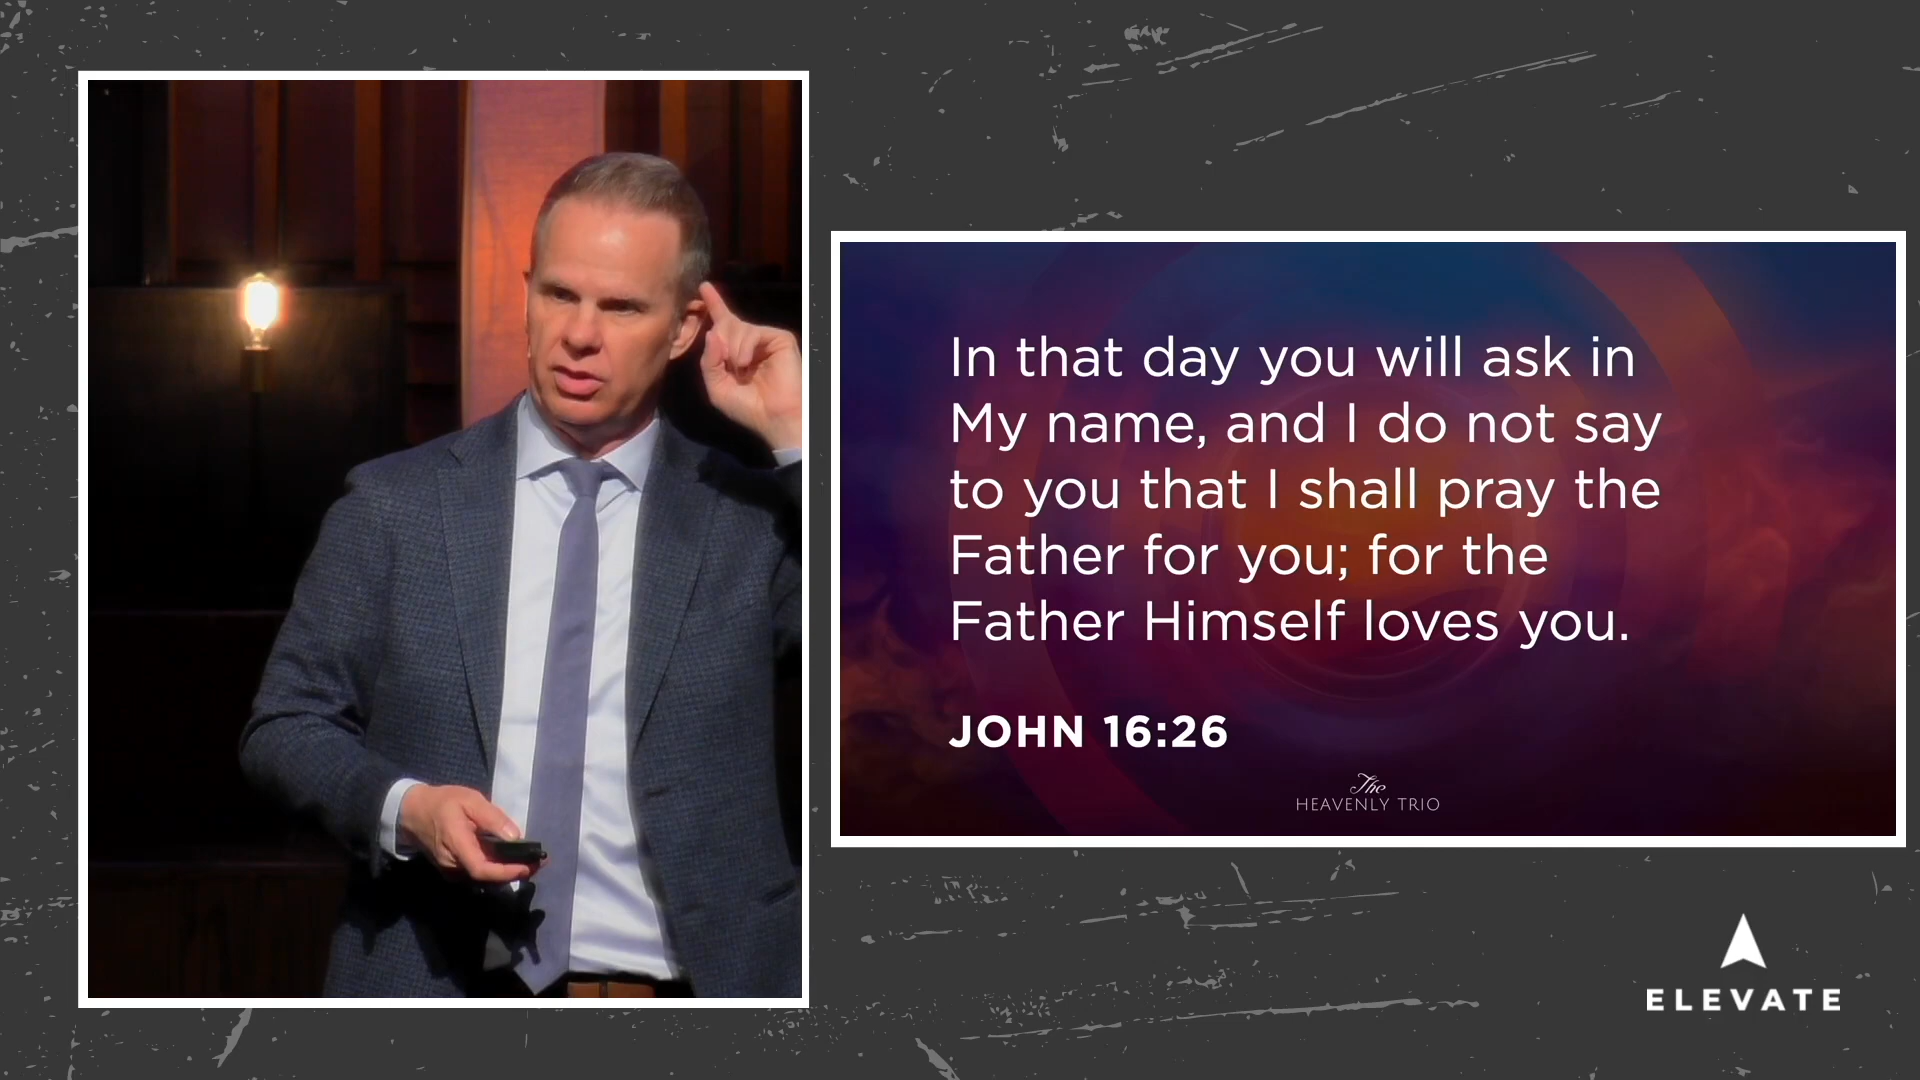 In that day you will ask in
My name, and I do not say
to you that I shall pray the
Father for you; for the
Father Himself loves you.
JOHN 16:26
The
HEAVENLY TRIO
ELEVATE